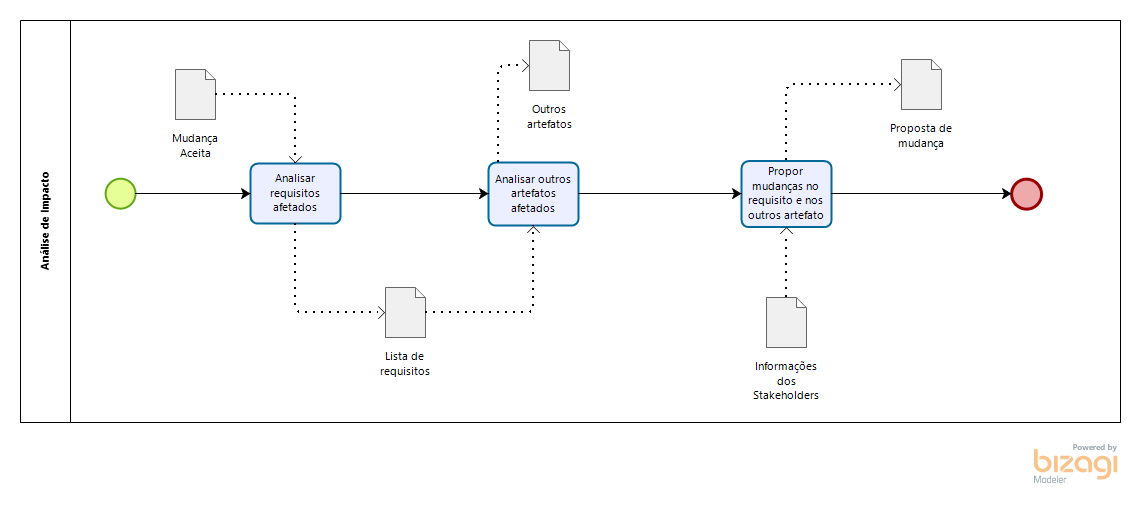 Análise de Impacto
Mudança
Aceita
Outros
artefatos
Proposta de
mudança
Analisar
requisitos
afetados
Analisar outros
artefatos
afetados
Propor
mudanças no
requisito e nos
outros artefato
Lista de
requisitos
Informações
dos
Stakeholders
Powered by
bizagi
Modeler